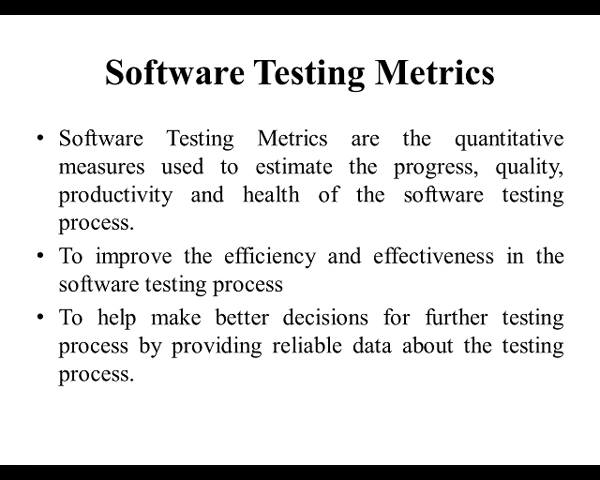 Software Testing Metrics
• Software Testing Metrics are the quantitative
measures used to estimate the progress, quality,
productivity and health of the software testing
process.
• To improve the efficiency and effectiveness in the
software testing process
• To help make better decisions for further testing
process by providing reliable data about the testing
process.